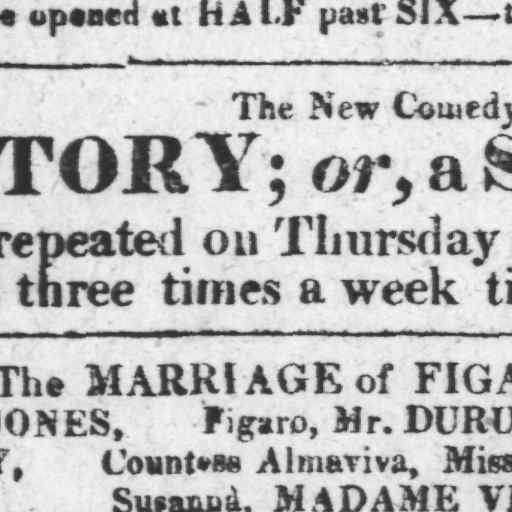 e opened at HALF past SIX—t
The New Comedy
TORY; or, a S
repeated on Thursday
three times a week ti
The MARRIAGE of FIGA
JONES, Figaro, Mr. DURU
Y, Countess Almaviva, Miss
Susanna, MADAME VE